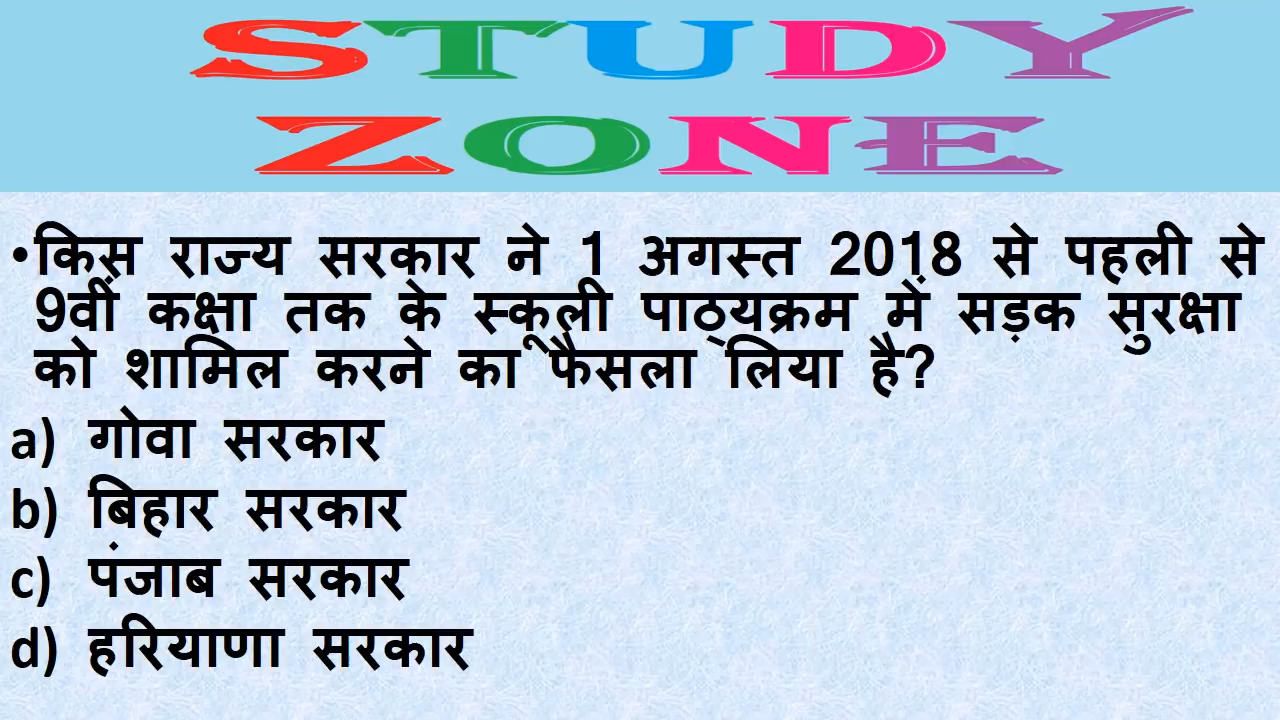 STUDY
ZONE
•किस राज्य सरकार ने 1 अगस्त 2018 से पहली से
9वीं कक्षा तक के स्कूली पाठ्यक्रम में सड़क सुरक्षा
को शामिल करने का फैसला लिया है?
a) गोवा सरकार
b) बिहार सरकार
c) पंजाब सरकार
d) हरियाणा सरकार